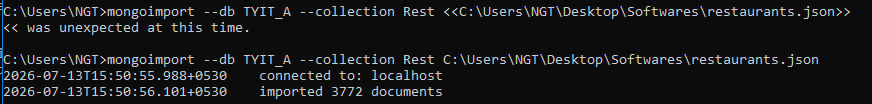 C:\Users\NGT>mongoimport --db TYIT_A --collection Rest <<C:\Users\NGT\Desktop\Softwares\restaurants.json>>
<< was unexpected at this time.
C:\Users\NGT>mongoimport --db TYIT_A --collection Rest C:\Users\NGT\Desktop\Softwares\restaurants.json
2026-07-13T15:50:55.988+0530    connected to: localhost
2026-07-13T15:50:56.101+0530    imported 3772 documents